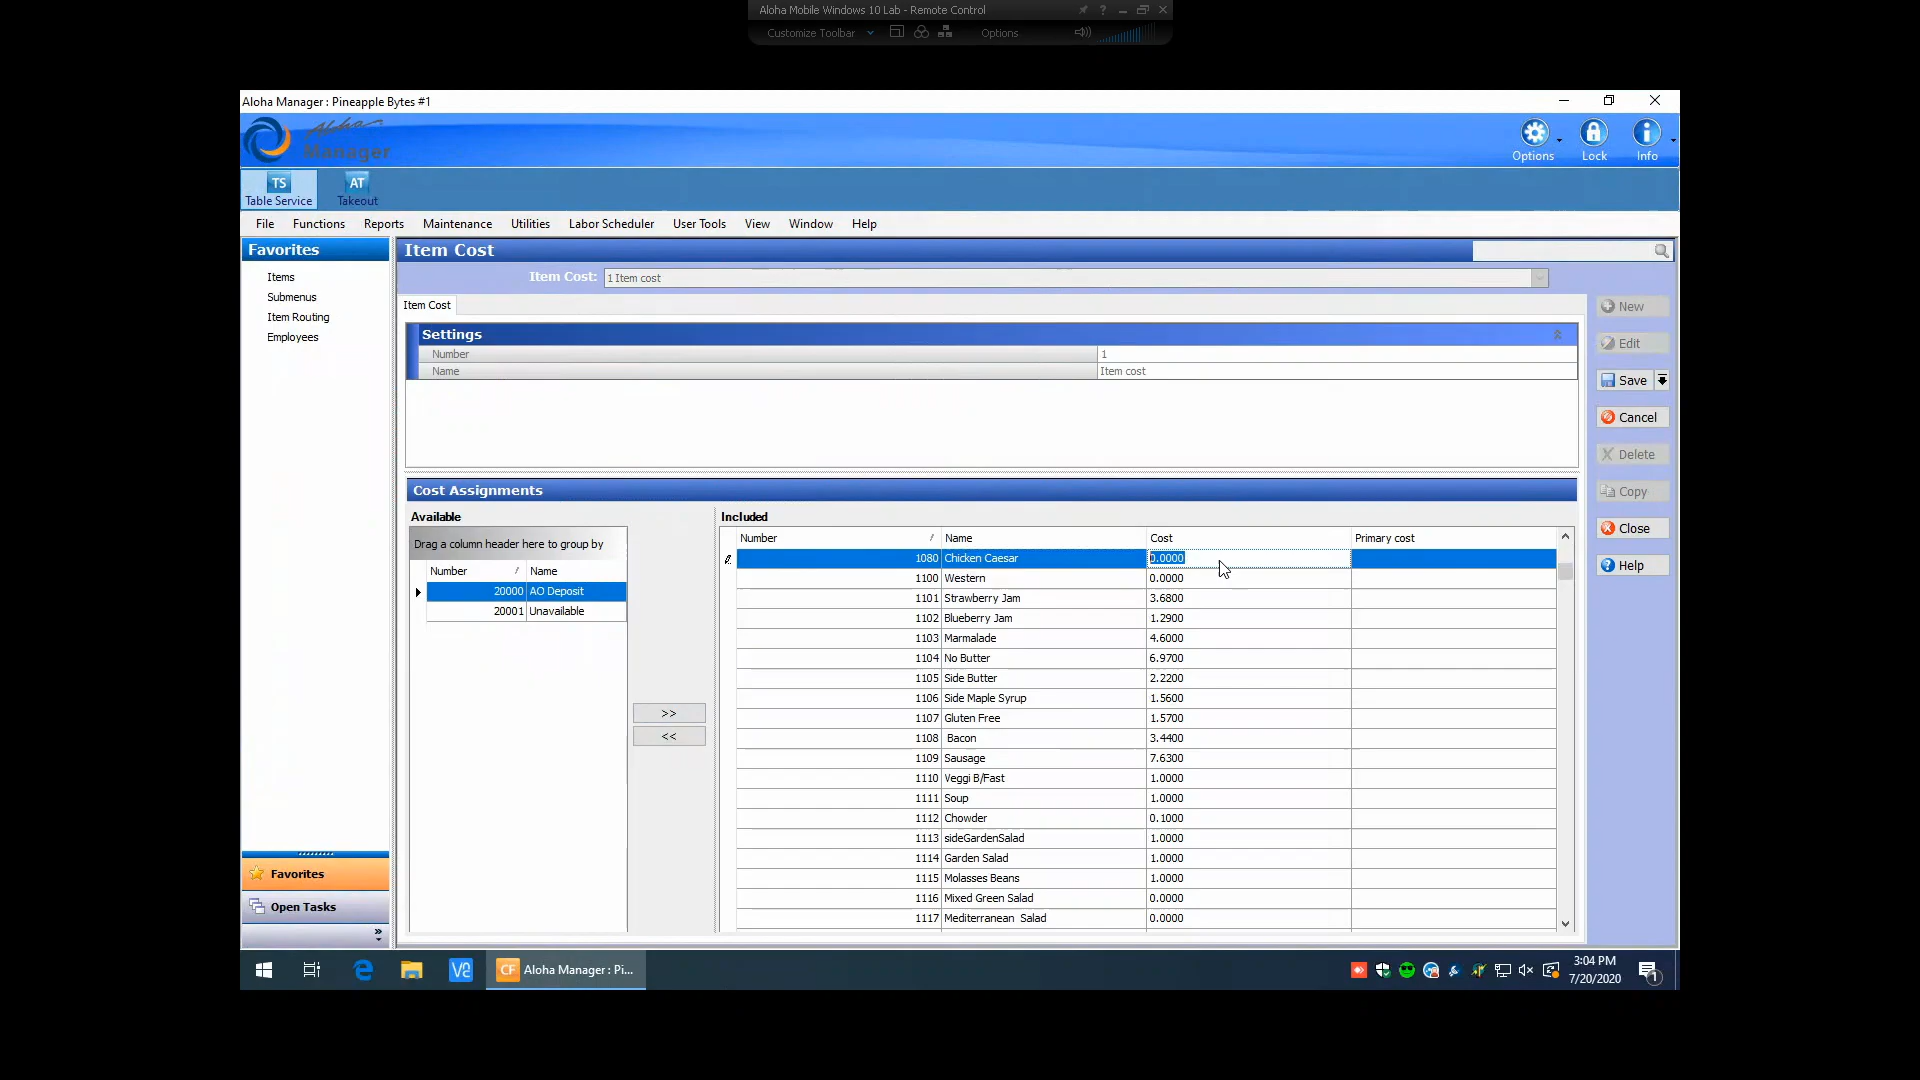 Aloha Mobile Windows 10 Lab - Remote Control
Customize Toolbar
Options
Aloha Manager : Pineapple Bytes #1
Aloha
Manager
Options
Lock
Info
TS
Table Service
AT
Takeout
File Functions Reports Maintenance Utilities Labor Scheduler User Tools View Window Help
Favorites
Items
Submenus
Item Routing
Employees
Favorites
Open Tasks
Item Cost
Item Cost: 1 Item cost
Item Cost
Settings
Number 1
Name Item cost
Cost Assignments
Available
Drag a column header here to group by
Number Name
20000 AO Deposit
20001 Unavailable
>>
<<
Included
Number Name Cost Primary cost
1080 Chicken Caesar 0.0000
1100 Western 0.0000
1101 Strawberry Jam 3.6800
1102 Blueberry Jam 1.2900
1103 Marmalade 4.6000
1104 No Butter 6.9700
1105 Side Butter 2.2200
1106 Side Maple Syrup 1.5600
1107 Gluten Free 1.5700
1108 Bacon 3.4400
1109 Sausage 7.6300
1110 Veggi B/Fast 1.0000
1111 Soup 1.0000
1112 Chowder 0.1000
1113 sideGardenSalad 1.0000
1114 Garden Salad 1.0000
1115 Molasses Beans 1.0000
1116 Mixed Green Salad 0.0000
1117 Mediterranean Salad 0.0000
New
Edit
Save
Cancel
Delete
Copy
Close
Help
CF Aloha Manager : Pi...
3:04 PM
7/20/2020
1